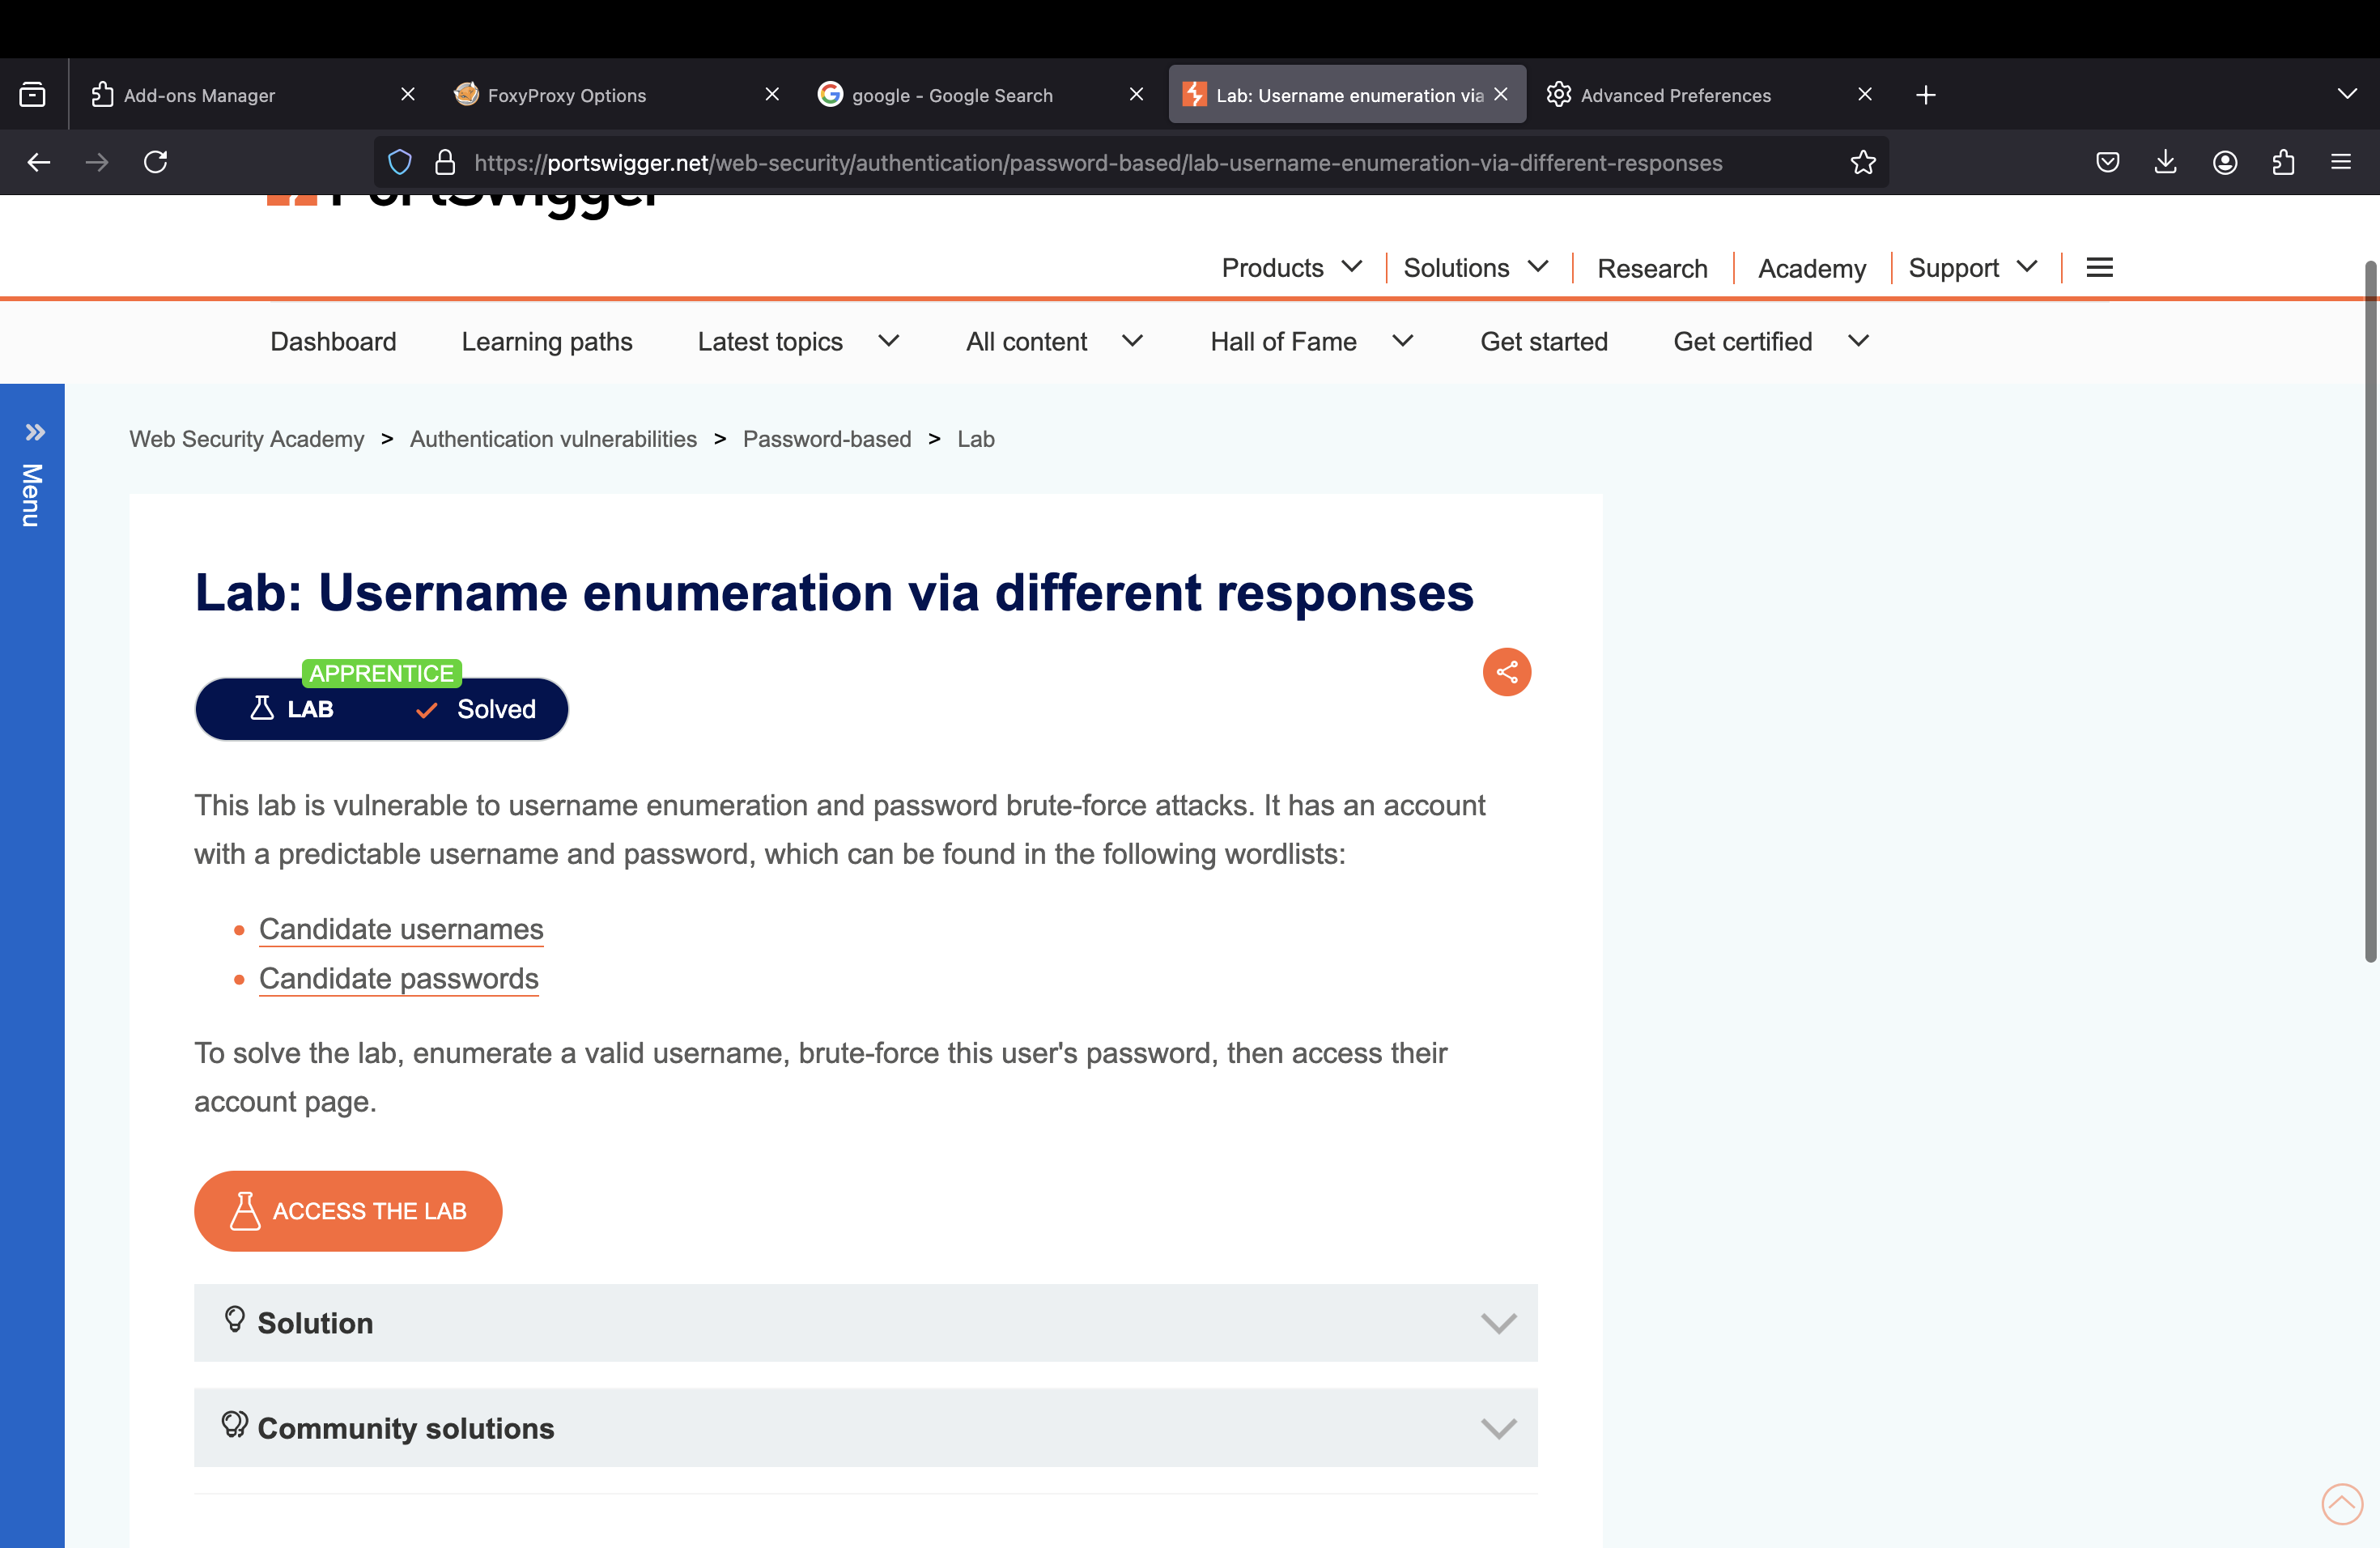 Add-ons Manager
FoxyProxy Options
google - Google Search
Lab: Username enumeration via
Advanced Preferences
https://portswigger.net/web-security/authentication/password-based/lab-username-enumeration-via-different-responses
PortSwigger
Products
Solutions
Research
Academy
Support
Dashboard
Learning paths
Latest topics
All content
Hall of Fame
Get started
Get certified
Menu
Web Security Academy > Authentication vulnerabilities > Password-based > Lab
Lab: Username enumeration via different responses
APPRENTICE
LAB
Solved
This lab is vulnerable to username enumeration and password brute-force attacks. It has an account
with a predictable username and password, which can be found in the following wordlists:
Candidate usernames
Candidate passwords
To solve the lab, enumerate a valid username, brute-force this user's password, then access their
account page.
ACCESS THE LAB
Solution
Community solutions